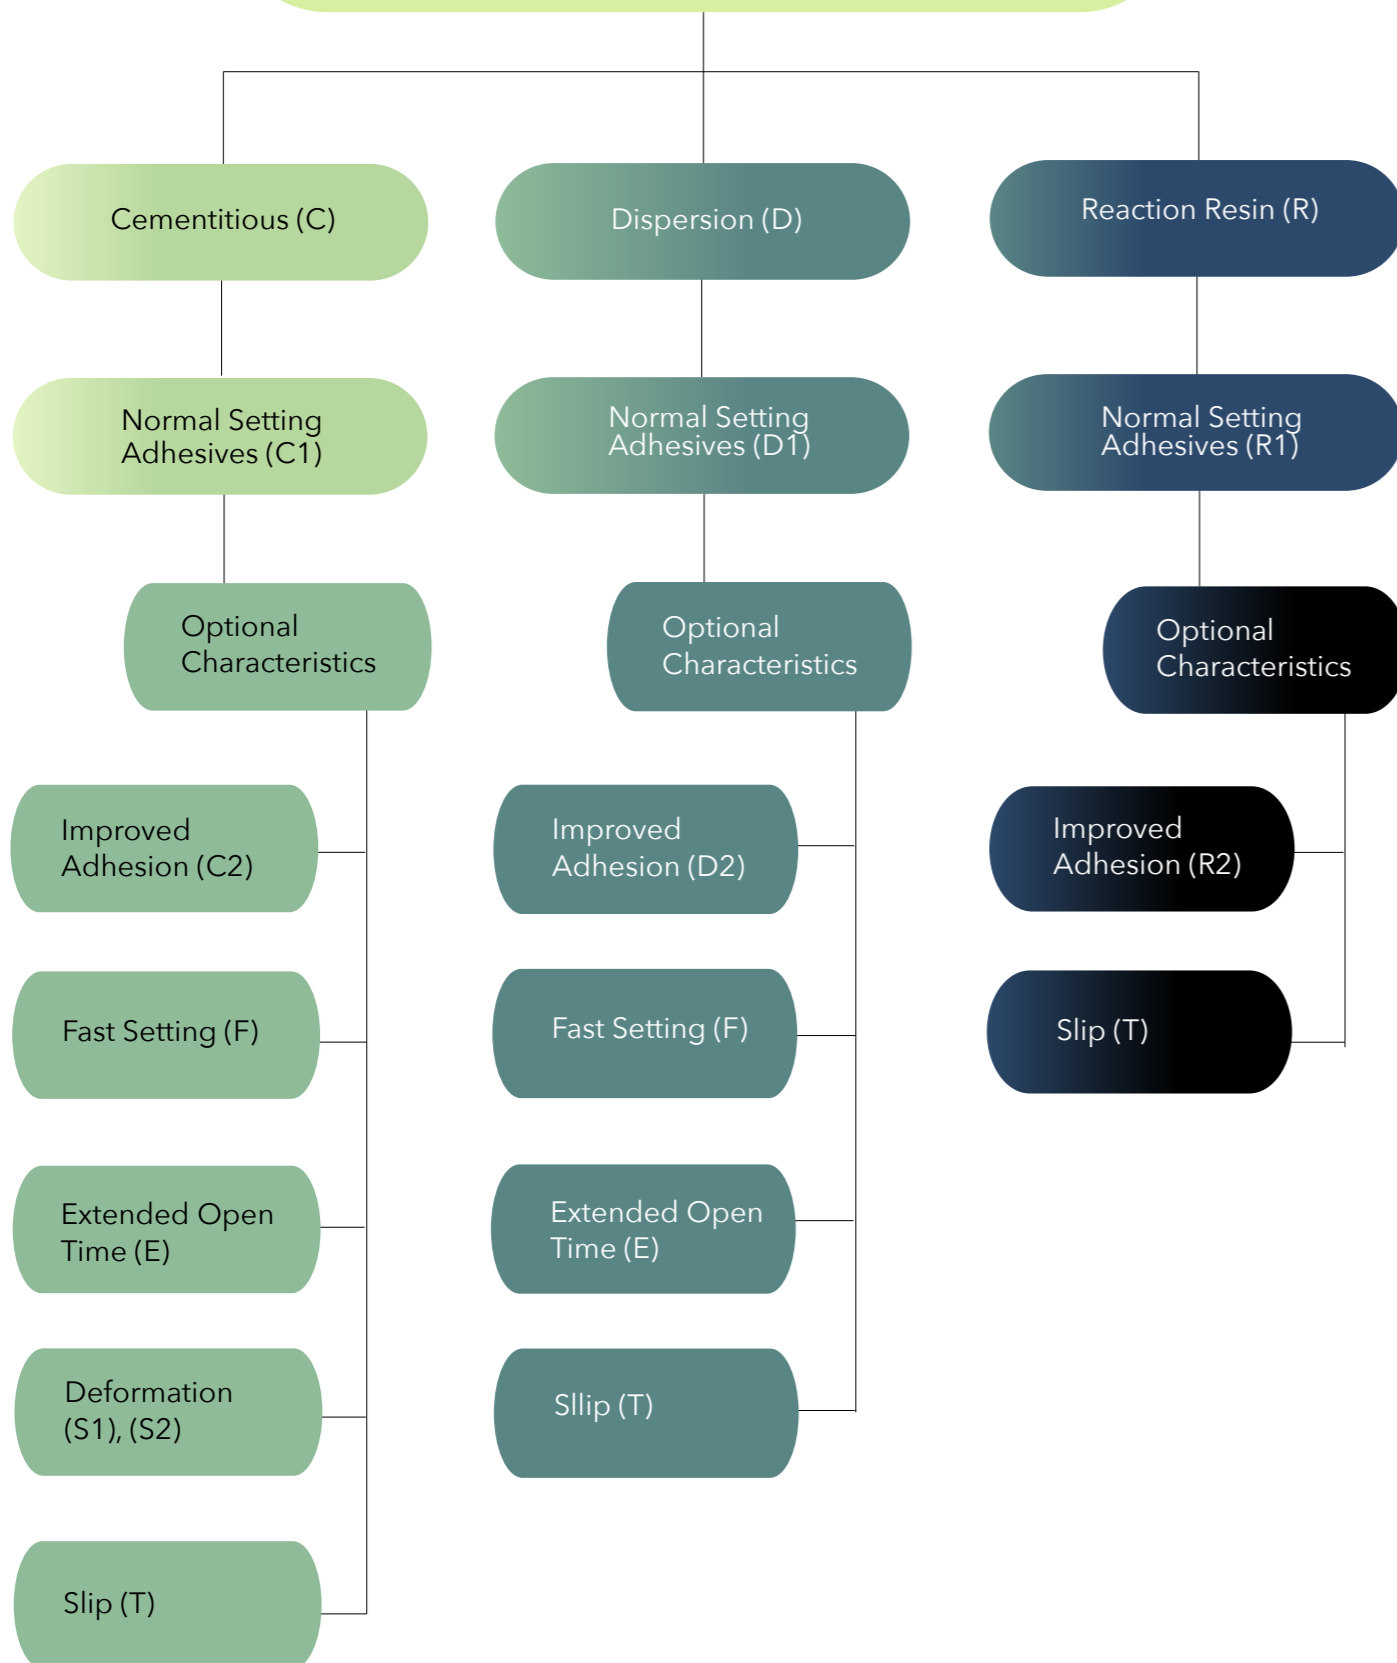 Cementitious (C)
Dispersion (D)
Reaction Resin (R)
Normal Setting
Adhesives (C1)
Normal Setting
Adhesives (D1)
Normal Setting
Adhesives (R1)
Optional
Characteristics
Optional
Characteristics
Optional
Characteristics
Improved
Adhesion (C2)
Improved
Adhesion (D2)
Improved
Adhesion (R2)
Fast Setting (F)
Fast Setting (F)
Slip (T)
Extended Open
Time (E)
Extended Open
Time (E)
Deformation
(S1), (S2)
Sllip (T)
Slip (T)